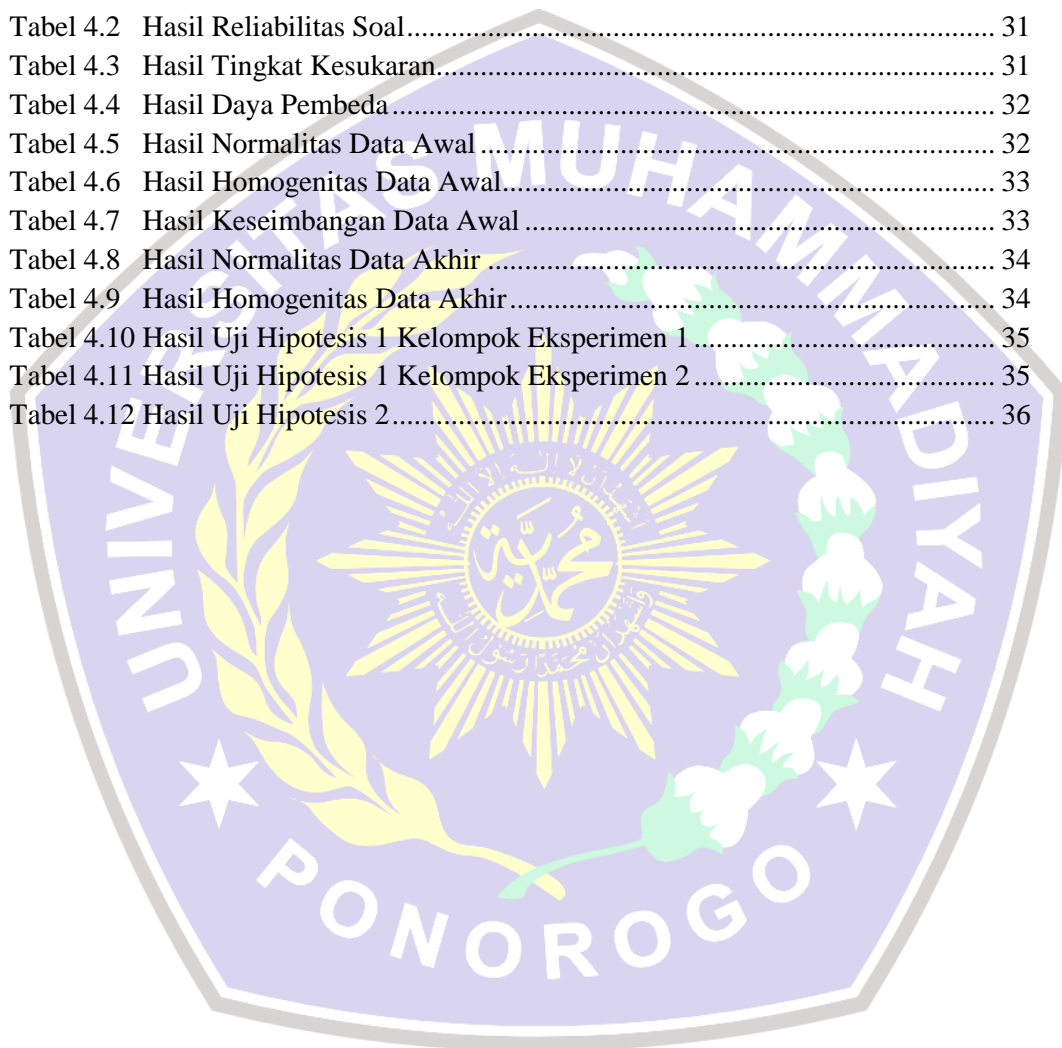 Tabel 4.2 Hasil Reliabilitas Soal........ 31
Tabel 4.3 Hasil Tingkat Kesukaran........ 31
Tabel 4.4 Hasil Daya Pembeda........ 32
Tabel 4.5 Hasil Normalitas Data Awal........ 32
Tabel 4.6 Hasil Homogenitas Data Awal........ 33
Tabel 4.7 Hasil Keseimbangan Data Awal........ 33
Tabel 4.8 Hasil Normalitas Data Akhir........ 34
Tabel 4.9 Hasil Homogenitas Data Akhir........ 34
Tabel 4.10 Hasil Uji Hipotesis 1 Kelompok Eksperimen 1........ 35
Tabel 4.11 Hasil Uji Hipotesis 1 Kelompok Eksperimen 2........ 35
Tabel 4.12 Hasil Uji Hipotesis 2........ 36
UNIVERSITAS MUHAMMADIYAH
PONOROGO